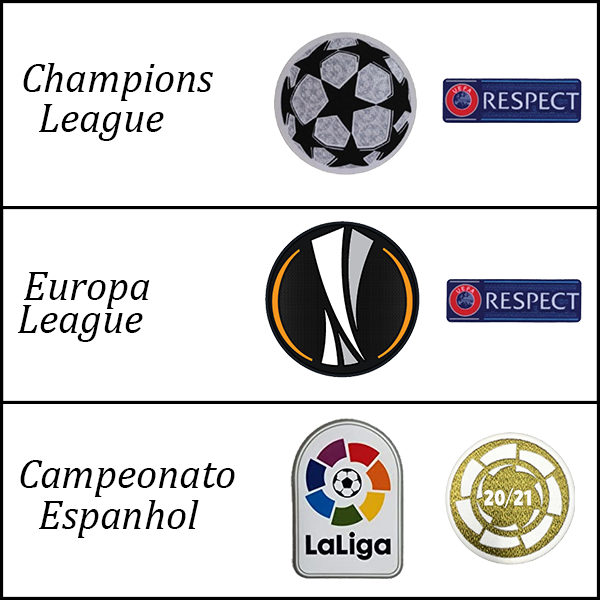 Champions
League
UEFA
RESPECT
Europa
League
UEFA
RESPECT
Campeonato
Espanhol
LaLiga
20/21